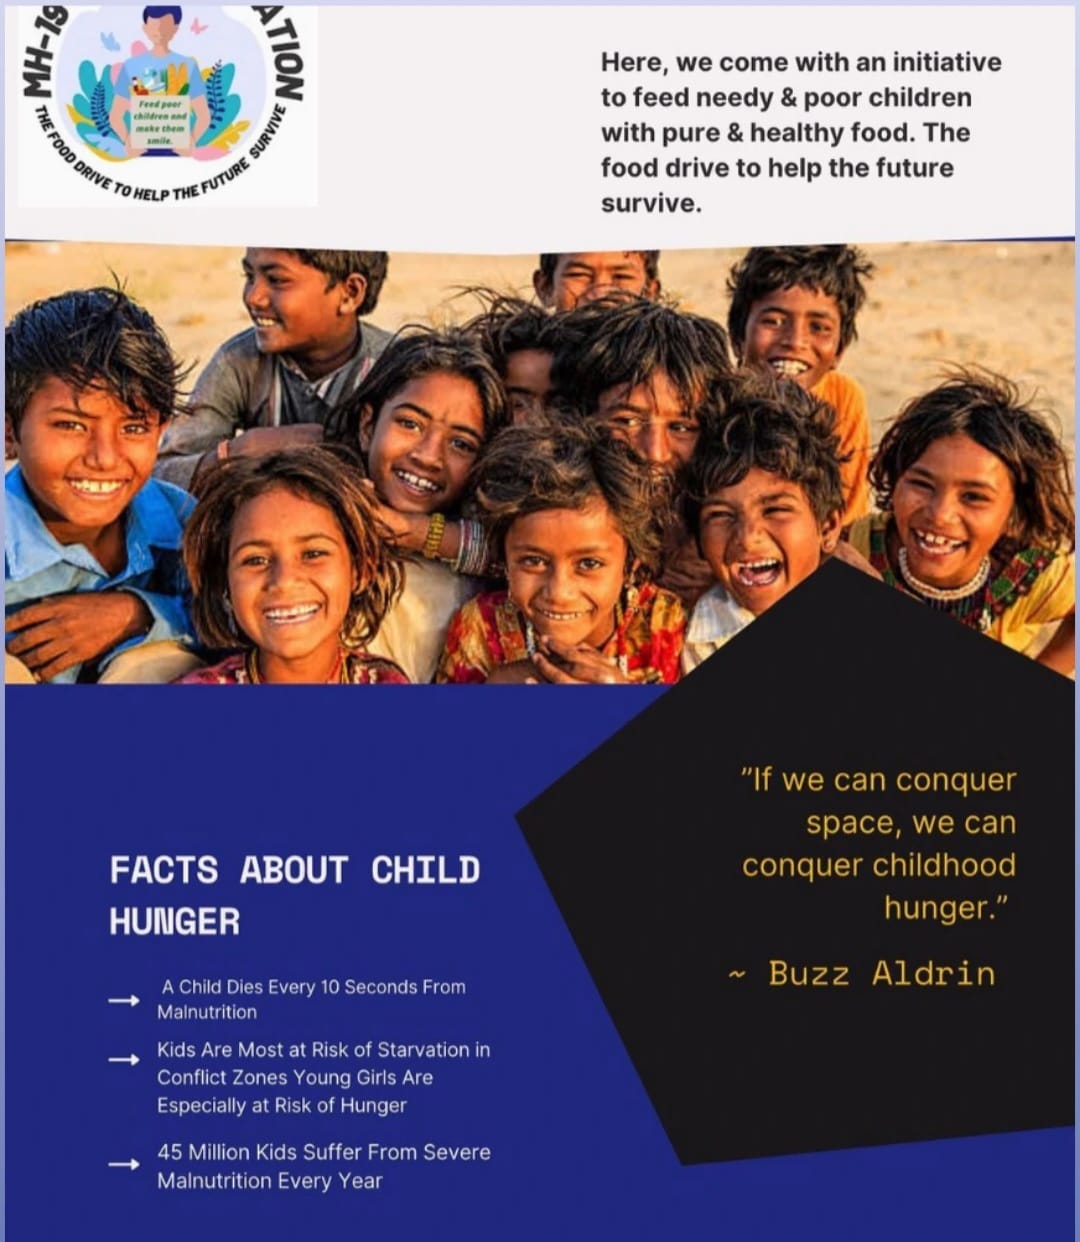 MH-19
ATION
Feed poor
children and
make them
smile.
THE FOOD DRIVE TO HELP THE FUTURE SURVIVE
Here, we come with an initiative
to feed needy & poor children
with pure & healthy food. The
food drive to help the future
survive.
"If we can conquer
space, we can
conquer childhood
hunger."
~ Buzz Aldrin
FACTS ABOUT CHILD
HUNGER
A Child Dies Every 10 Seconds From
Malnutrition
Kids Are Most at Risk of Starvation in
Conflict Zones Young Girls Are
Especially at Risk of Hunger
45 Million Kids Suffer From Severe
Malnutrition Every Year